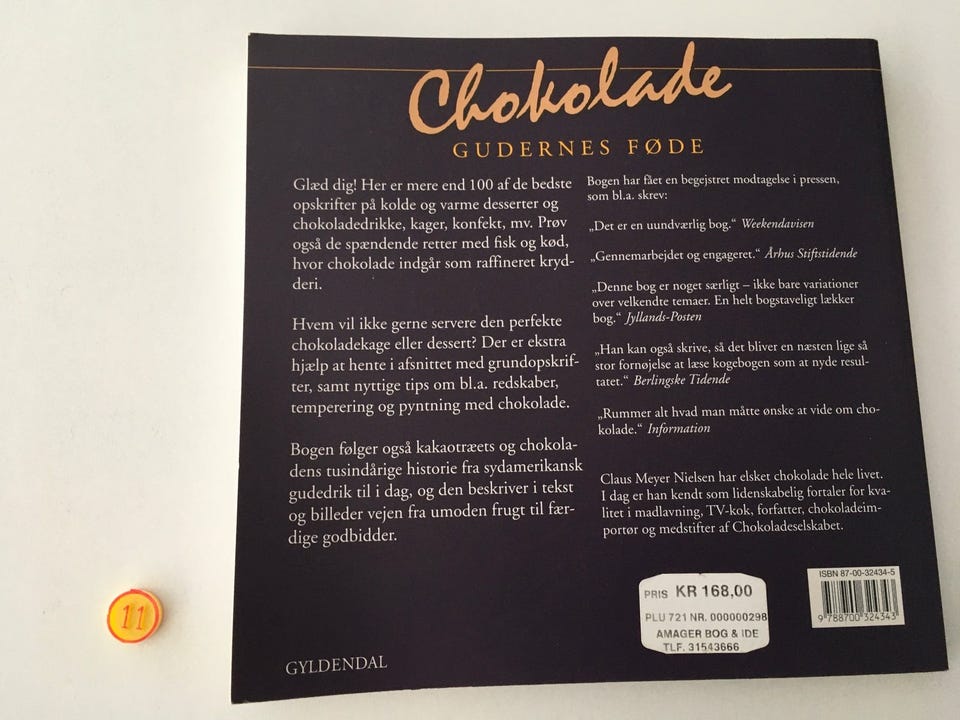 Chokolade
GUDERNES FØDE
Glæd dig! Her er mere end 100 af de bedste
opskrifter på kolde og varme desserter og
chokoladedrikke, kager, konfekt, mv. Prøv
også de spændende retter med fisk og kød,
hvor chokolade indgår som raffineret kryd-
deri.
Hvem vil ikke gerne servere den perfekte
chokoladekage eller dessert? Der er ekstra
hjælp at hente i afsnittet med grundopskrif-
ter, samt nyttige tips om bl.a. redskaber,
temperering og pyntning med chokolade.
Bogen følger også kakaotræets og chokola-
dens tusindårige historie fra sydamerikansk
gudedrik til i dag, og den beskriver i tekst
og billeder vejen fra umoden frugt til fær-
dige godbidder.
GYLDENDAL
Bogen har fået en begejstret modtagelse i pressen,
som bl.a. skrev:
„Det er en uundværlig bog.“ Weekendavisen
„Gennemarbejdet og engageret.“ Århus Stiftstidende
„Denne bog er noget særligt – ikke bare variationer
over velkendte temaer. En helt bogstaveligt lækker
bog.“ Jyllands-Posten
„Han kan også skrive, så det bliver en næsten lige så
stor fornøjelse at læse kogebogen som at nyde resul-
tatet.“ Berlingske Tidende
„Rummer alt hvad man måtte ønske at vide om cho-
kolade.“ Information
Claus Meyer Nielsen har elsket chokolade hele livet.
I dag er han kendt som lidenskabelig fortaler for kva-
litet i madlavning, TV-kok, forfatter, chokoladeim-
portør og medstifter af Chokoladeselskabet.
PRIS KR 168,00
PLU 721 NR. 000000298
AMAGER BOG & IDE
TLF. 31543666
ISBN 87-00-32434-5
9 788700 324343
11